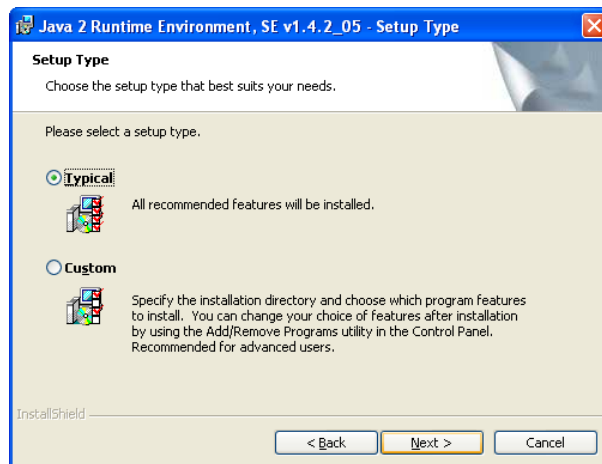 Java 2 Runtime Environment, SE v1.4.2_05 - Setup Type
Setup Type
Choose the setup type that best suits your needs.
Please select a setup type.
Typical
All recommended features will be installed.
Custom
Specify the installation directory and choose which program features
to install. You can change your choice of features after installation
by using the Add/Remove Programs utility in the Control Panel.
Recommended for advanced users.
InstallShield
< Back Next > Cancel